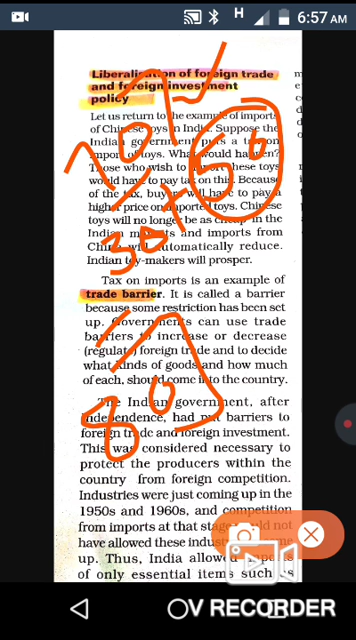 H 6:57 AM
Liberalisation of foreign trade
and foreign investment
policy
Let us return to the example of imports
of Chinese toys in India. Suppose the
Indian government puts a tax on
import of toys. What would happen?
Those who wish to import these toys
would have to pay tax on this. Because
of the tax, buyers will have to pay a
higher price on imported toys. Chinese
toys will no longer be as cheap in the
Indian markets and imports from
China will automatically reduce.
Indian toy-makers will prosper.
Tax on imports is an example of
trade barrier. It is called a barrier
because some restriction has been set
up. Governments can use trade
barriers to increase or decrease
(regulate) foreign trade and to decide
what kinds of goods and how much
of each, should come into the country.
The Indian government, after
Independence, had put barriers to
foreign trade and foreign investment.
This was considered necessary to
protect the producers within the
country from foreign competition.
Industries were just coming up in the
1950s and 1960s, and competition
from imports at that stage would not
have allowed these
up. Thus, India allowed imports
of only essential items such as
V RECORDER